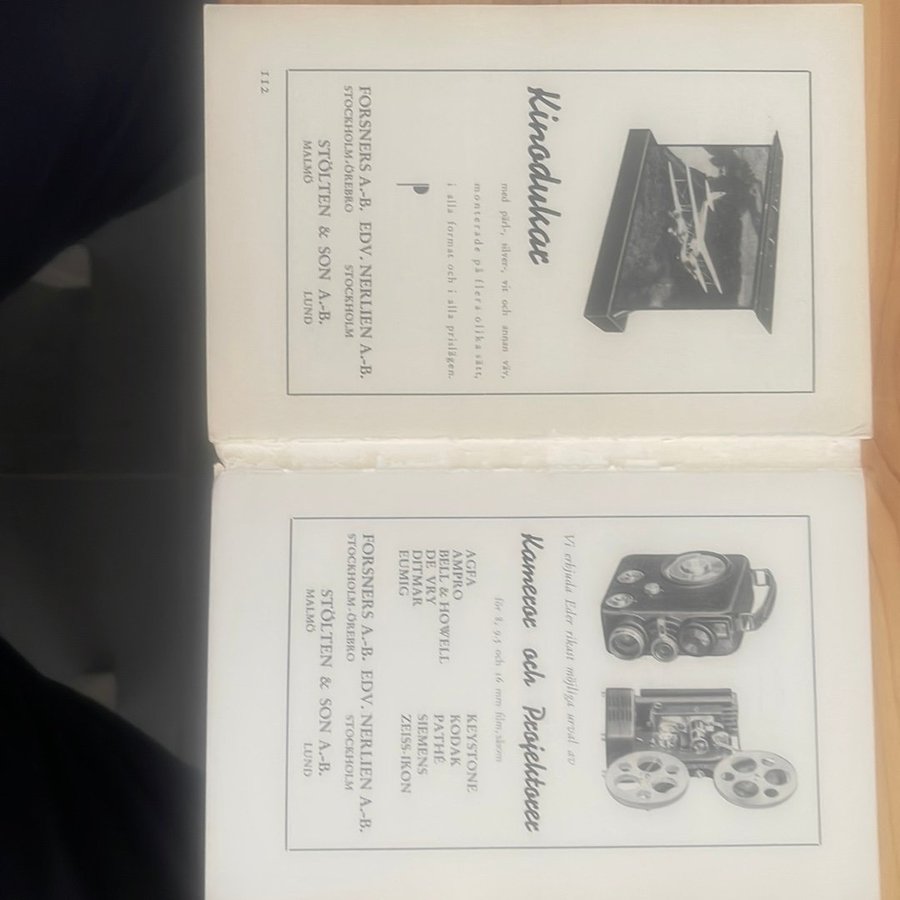 Kinodukar
med pärl-, silver-, vit och annan väv,
monterade på flera olika sätt,
i alla format och i alla prislägen.
P
FORSNERS A.-B. EDV. NERLIEN A.-B.
STOCKHOLM-ÖREBRO STOCKHOLM
STÖLTEN & SON A.-B.
MALMÖ LUND
112
Vi erbjuda Eder rikast möjliga urval av
Kameror och Projektorer
för 8, 9,5 och 16 mm film, såsom
AGFA KEYSTONE
AMPRO KODAK
BELL & HOWELL PATHÉ
DE VRY SIEMENS
DITMAR ZEISS-IKON
EUMIG
FORSNERS A.-B. EDV. NERLIEN A.-B.
STOCKHOLM-ÖREBRO STOCKHOLM
STÖLTEN & SON A.-B.
MALMÖ LUND